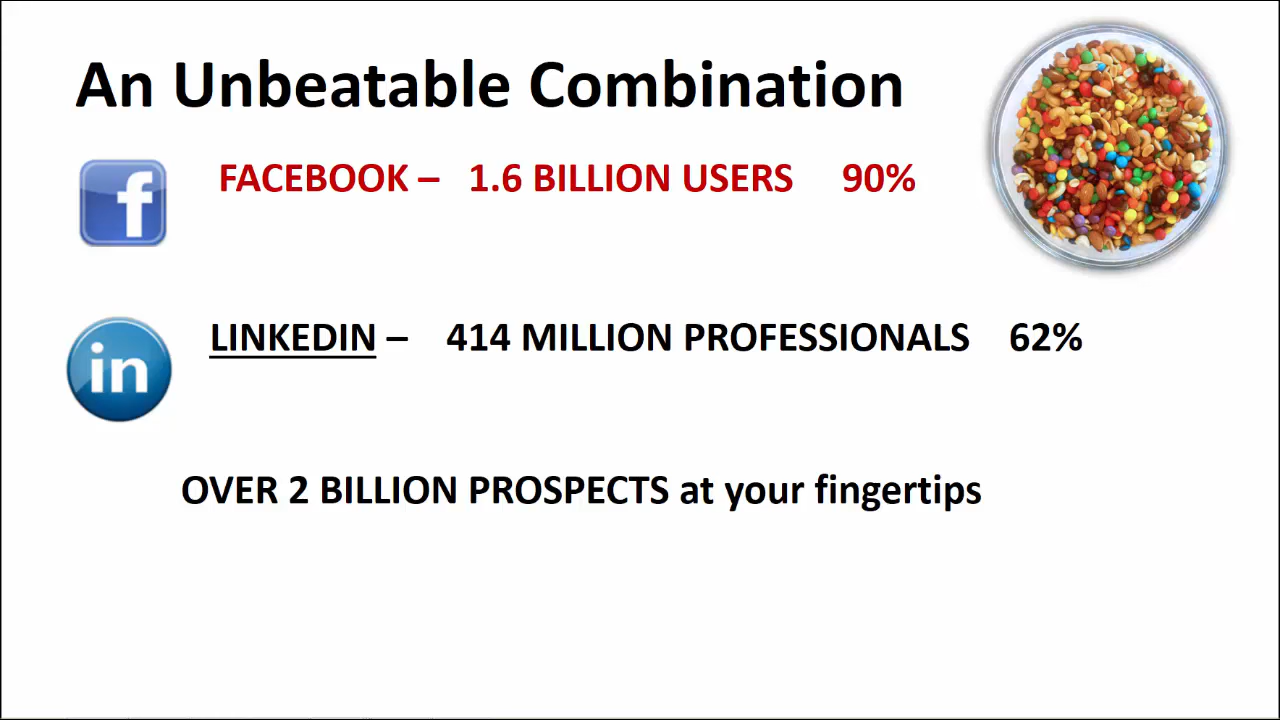 An Unbeatable Combination
f
FACEBOOK – 1.6 BILLION USERS 90%
in
LINKEDIN – 414 MILLION PROFESSIONALS 62%
OVER 2 BILLION PROSPECTS at your fingertips